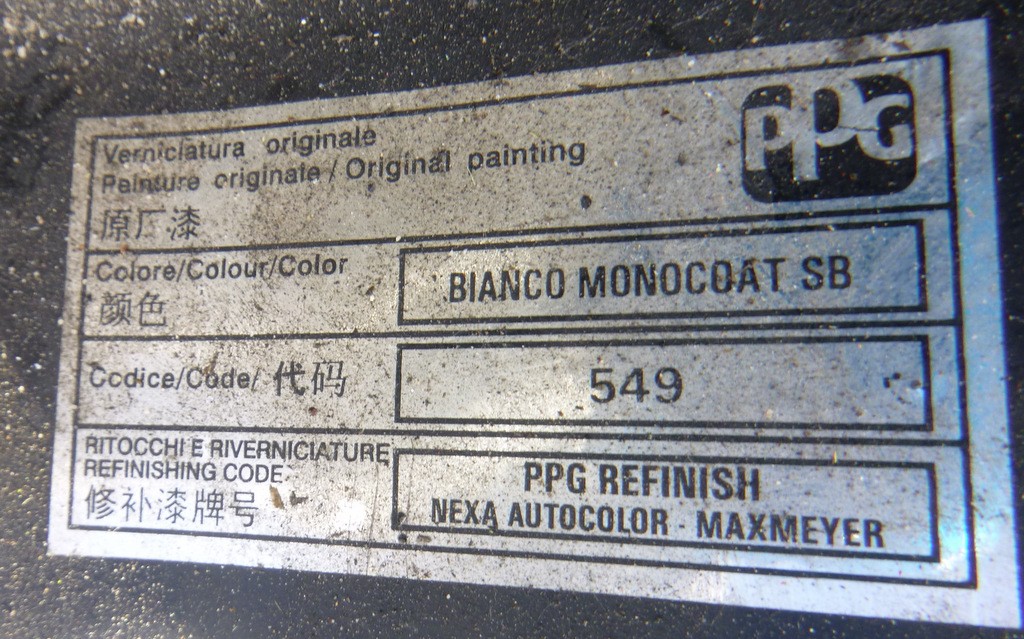 Verniciatura originale
Peinture originale / Original painting
原厂漆
PPG
Colore/Colour/Color
颜色
BIANCO MONOCOAT SB
Codice/Code/ 代码
549
RITOCCHI E RIVERNICIATURE
REFINISHING CODE
修补漆牌号
PPG REFINISH
NEXA AUTOCOLOR - MAXMEYER